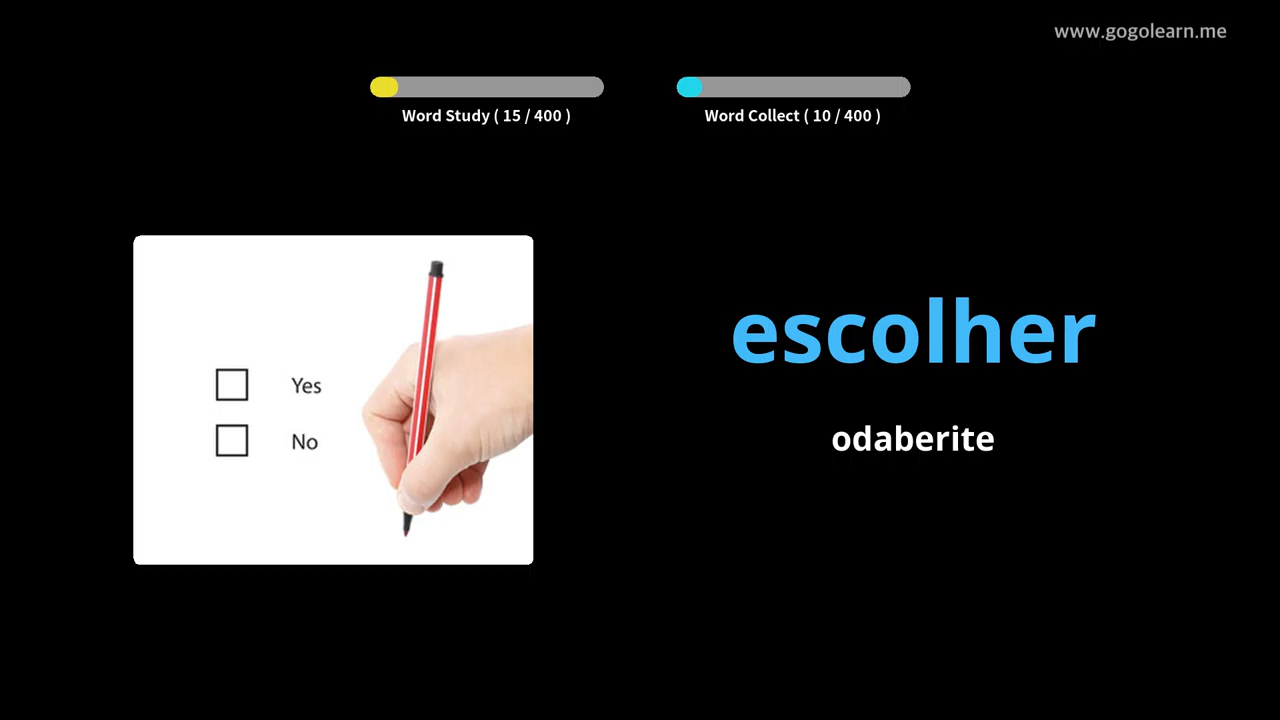 www.gogolearn.me
Word Study ( 15 / 400 )
Word Collect ( 10 / 400 )
Yes
No
escolher
odaberite